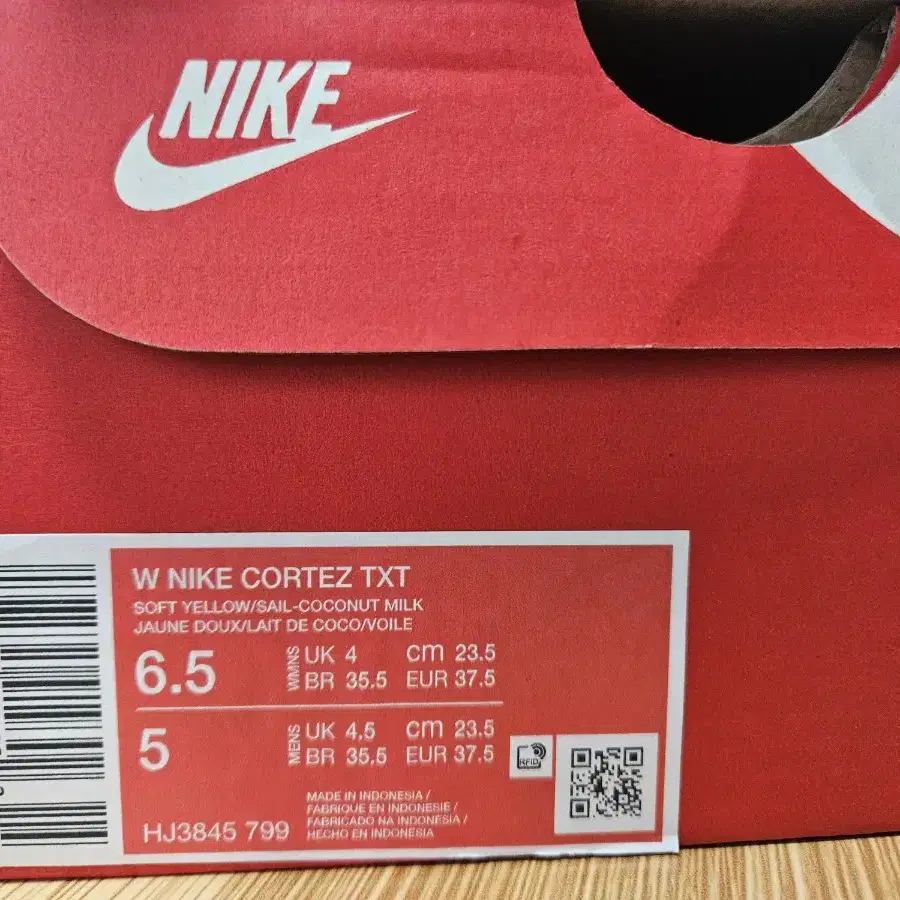 NIKE
W NIKE CORTEZ TXT
SOFT YELLOW/SAIL-COCONUT MILK
JAUNE DOUX/LAIT DE COCO/VOILE
6.5 WMNS UK 4 cm 23.5
BR 35.5 EUR 37.5
5 MENS UK 4.5 cm 23.5
BR 35.5 EUR 37.5
RFID
MADE IN INDONESIA /
FABRIQUE EN INDONESIE /
FABRICADO NA INDONESIA /
HECHO EN INDONESIA
HJ3845 799